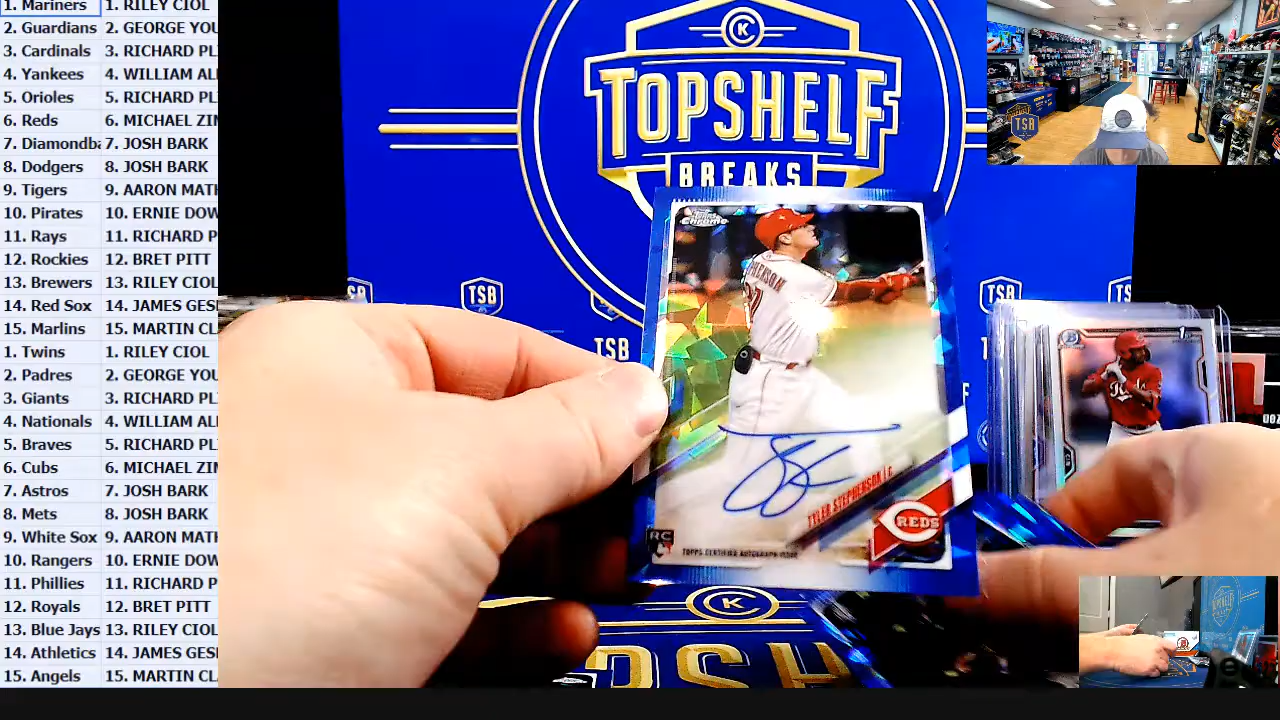 1. Mariners 1. RILEY CIOL
2. Guardians 2. GEORGE YOU
3. Cardinals 3. RICHARD PL
4. Yankees 4. WILLIAM AL
5. Orioles 5. RICHARD PL
6. Reds 6. MICHAEL ZI
7. Diamondba 7. JOSH BARK
8. Dodgers 8. JOSH BARK
9. Tigers 9. AARON MATH
10. Pirates 10. ERNIE DOW
11. Rays 11. RICHARD P
12. Rockies 12. BRET PITT
13. Brewers 13. RILEY CIOL
14. Red Sox 14. JAMES GES
15. Marlins 15. MARTIN CL
1. Twins 1. RILEY CIOL
2. Padres 2. GEORGE YOU
3. Giants 3. RICHARD PL
4. Nationals 4. WILLIAM AL
5. Braves 5. RICHARD PL
6. Cubs 6. MICHAEL ZI
7. Astros 7. JOSH BARK
8. Mets 8. JOSH BARK
9. White Sox 9. AARON MATH
10. Rangers 10. ERNIE DOW
11. Phillies 11. RICHARD P
12. Royals 12. BRET PITT
13. Blue Jays 13. RILEY CIOL
14. Athletics 14. JAMES GES
15. Angels 15. MARTIN CL
CK
TOPSHELF
BREAKS
TSB
TSB
TSB
TSB
Topps
Chrome
TYLER STEPHENSON | C
REDS
RC
TOPPS CERTIFIED AUTOGRAPH ISSUE
1st
CK
TSB